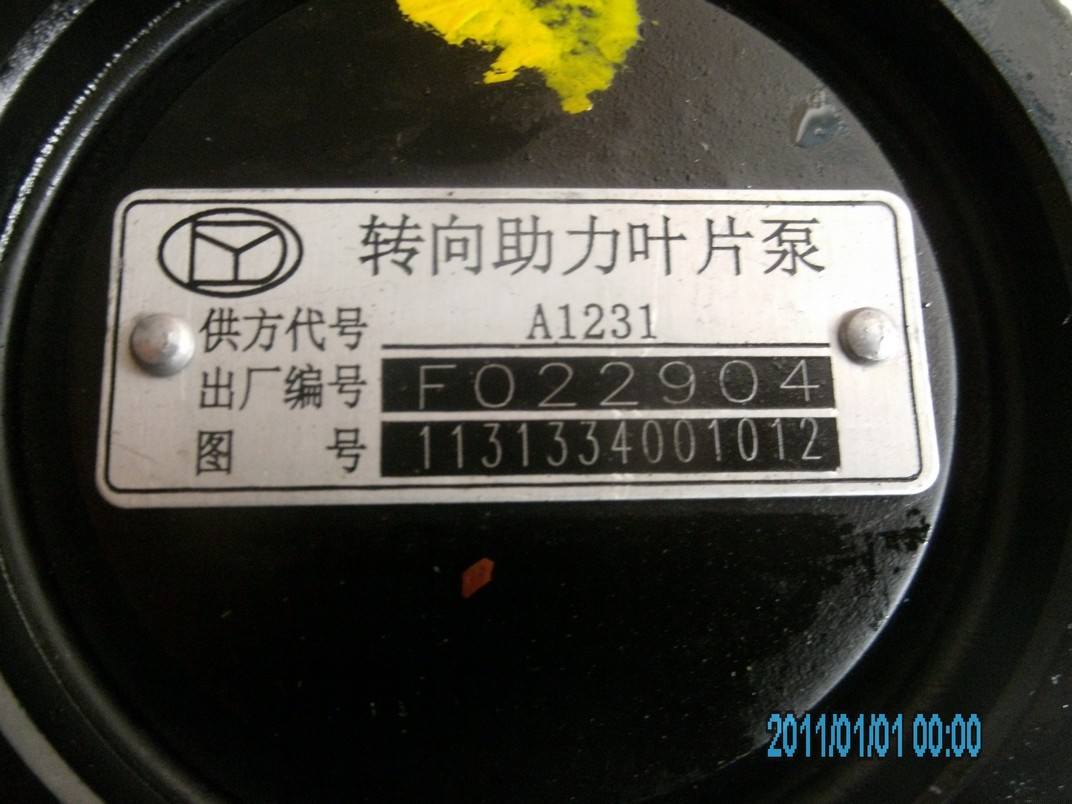 转向助力叶片泵
供方代号 A1231
出厂编号 F022904
图号 1131334001012
2011/01/01 00:00